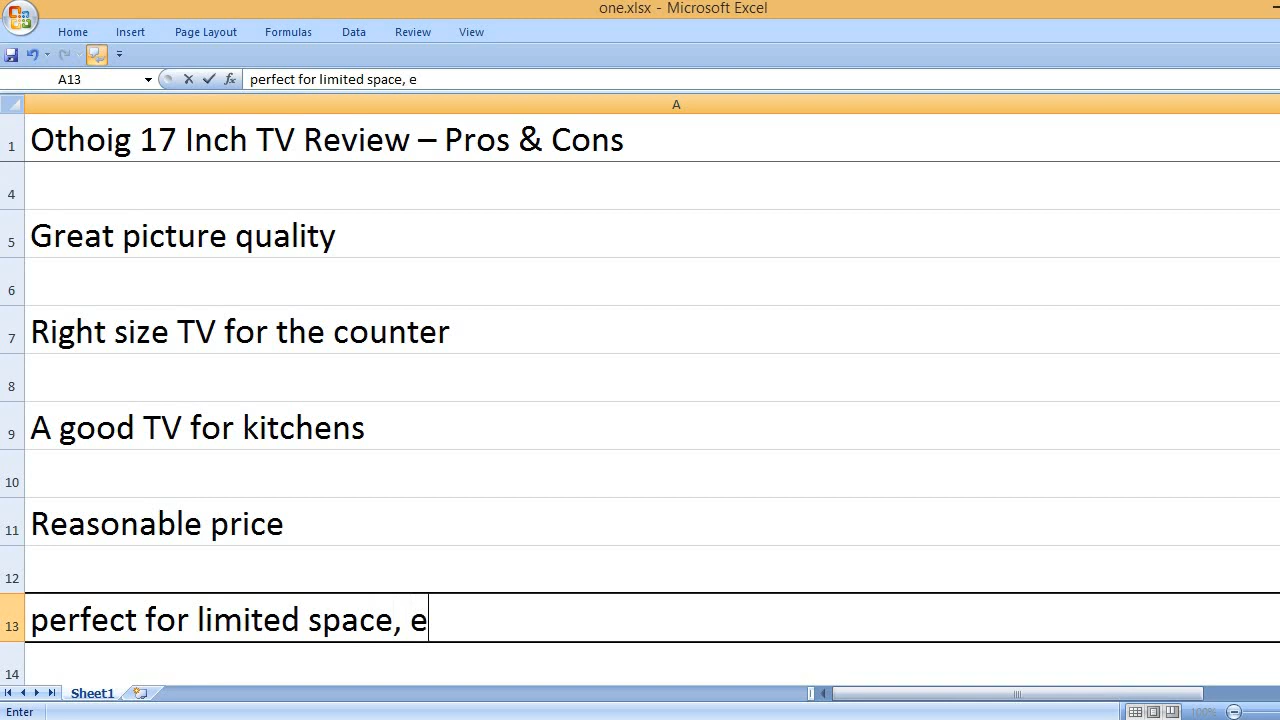 one.xlsx - Microsoft Excel
Home Insert Page Layout Formulas Data Review View
A13 fx perfect for limited space, e
A
1 Othoig 17 Inch TV Review – Pros & Cons
4
5 Great picture quality
6
7 Right size TV for the counter
8
9 A good TV for kitchens
10
11 Reasonable price
12
13 perfect for limited space, e
14
Sheet1
Enter 100%